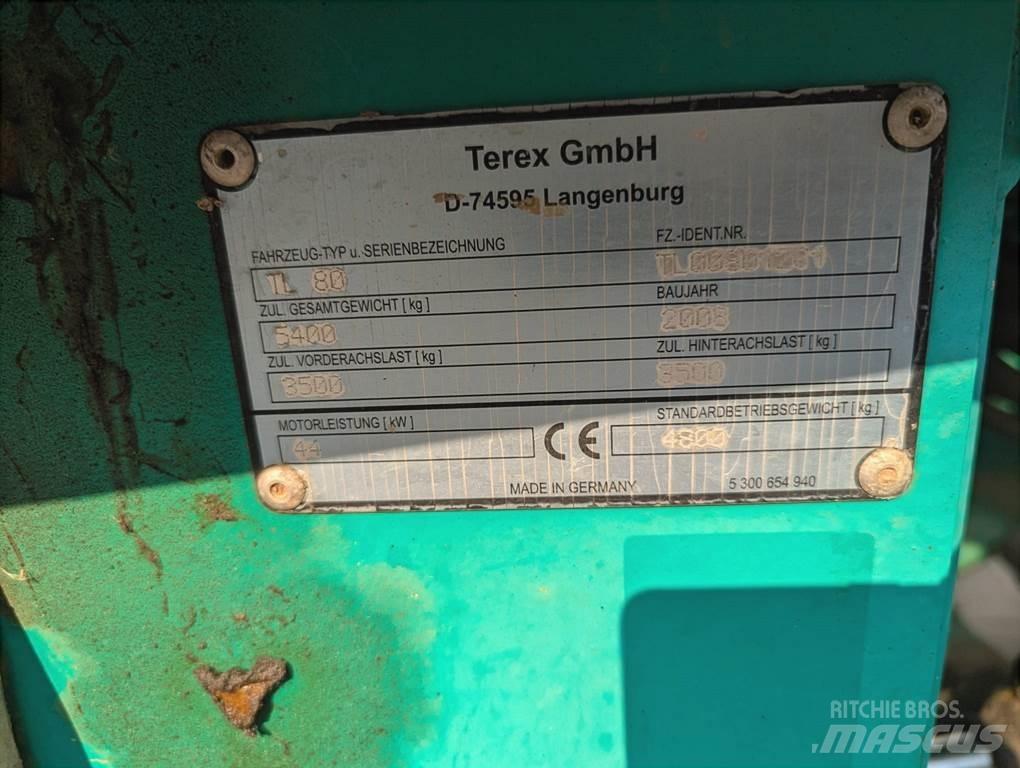 Terex GmbH
D-74595 Langenburg
FAHRZEUG-TYP u. SERIENBEZEICHNUNG
FZ.-IDENT.NR.
TL 80
ZUL. GESAMTGEWICHT [ kg ]
BAUJAHR
5400
2008
ZUL. VORDERACHSLAST [ kg ]
ZUL. HINTERACHSLAST [ kg ]
3500
3500
MOTORLEISTUNG [ kW ]
STANDARDBETRIEBSGEWICHT [ kg ]
44
CE
4800
MADE IN GERMANY
5 300 654 940
RITCHIE BROS.
MASCUS